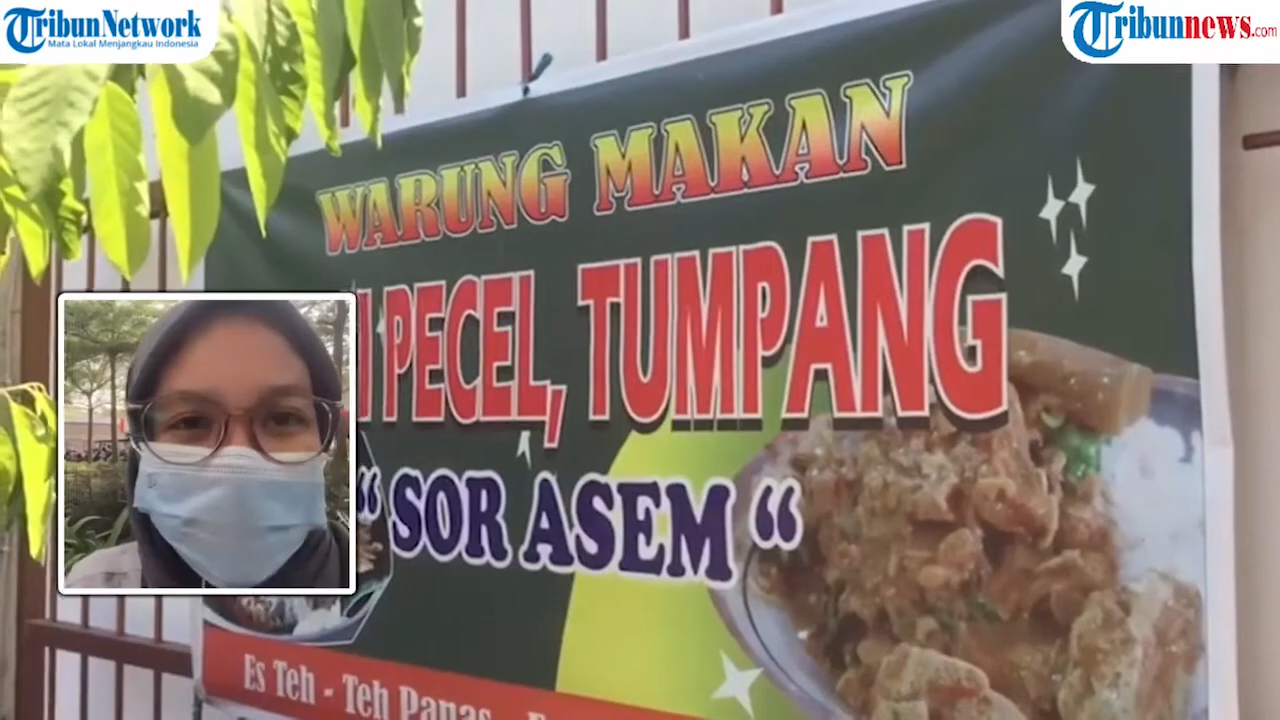 TribunNetwork
Mata Lokal Menjangkau Indonesia
Tribunnews.com
WARUNG MAKAN
PECEL, TUMPANG
“ SOR ASEM “
Es Teh - Teh Panas -